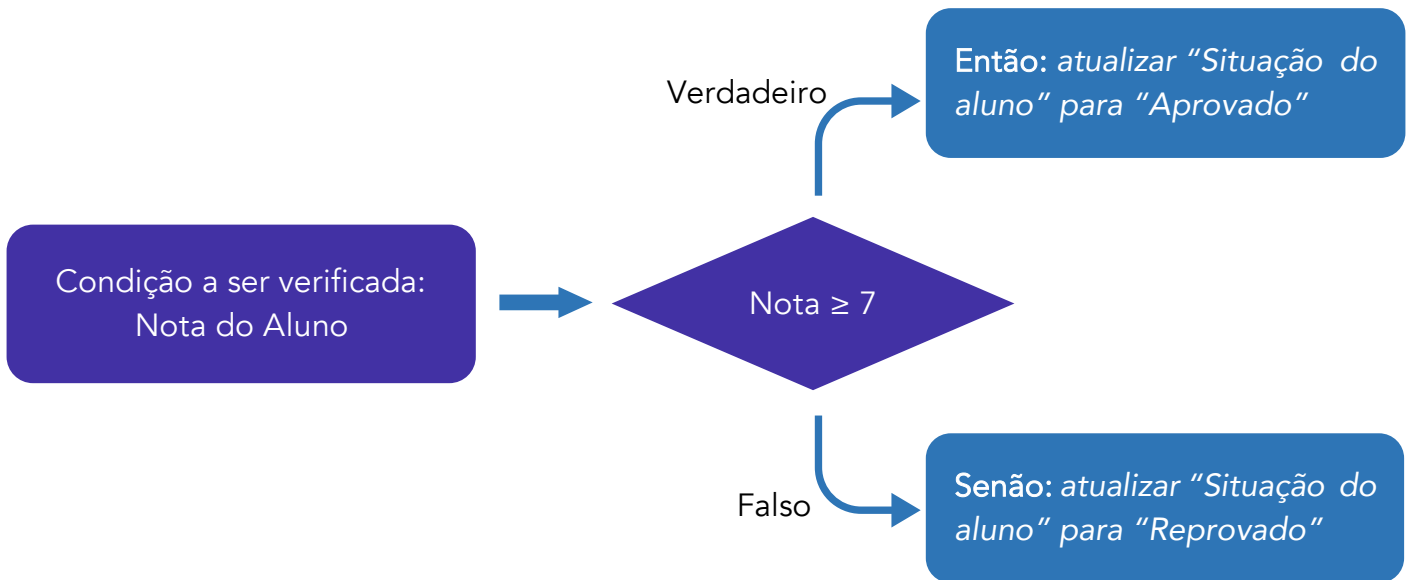 Então: atualizar “Situação do
aluno” para “Aprovado”
Verdadeiro
Condição a ser verificada:
Nota do Aluno
Nota ≥ 7
Falso
Senão: atualizar “Situação do
aluno” para “Reprovado”